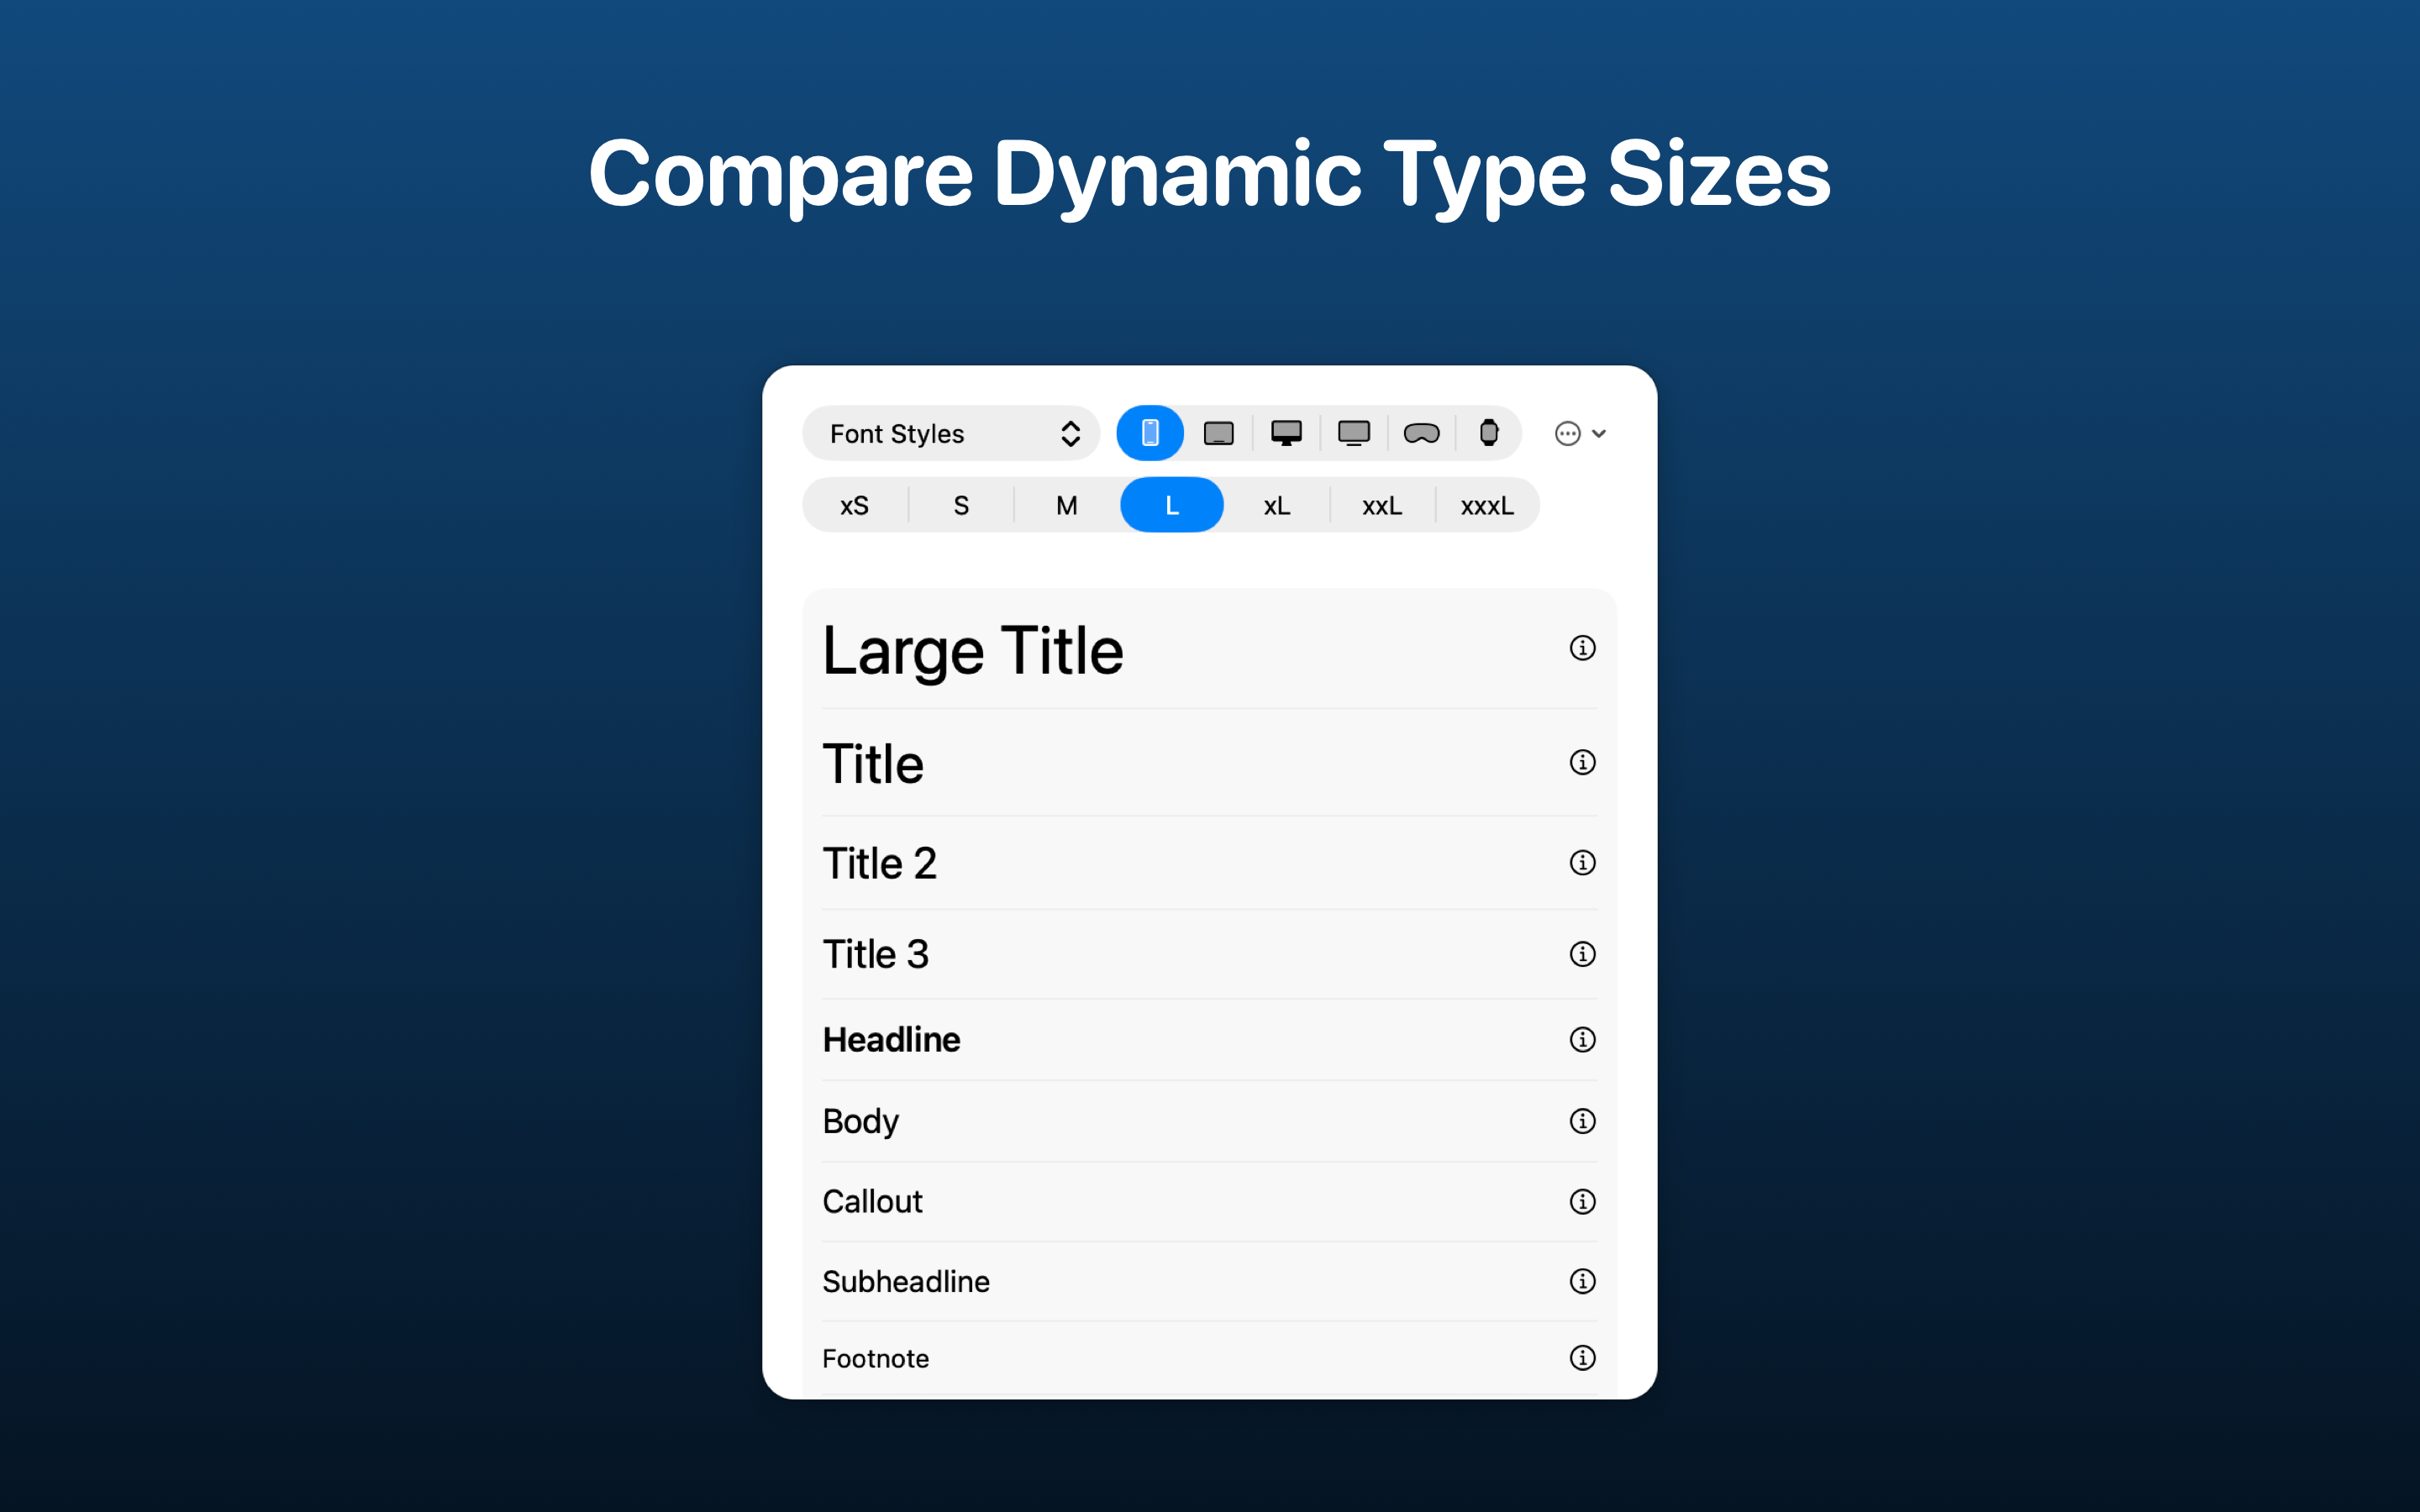 Compare Dynamic Type Sizes
Font Styles
xS S M L xL xxL xxxL
Large Title
Title
Title 2
Title 3
Headline
Body
Callout
Subheadline
Footnote